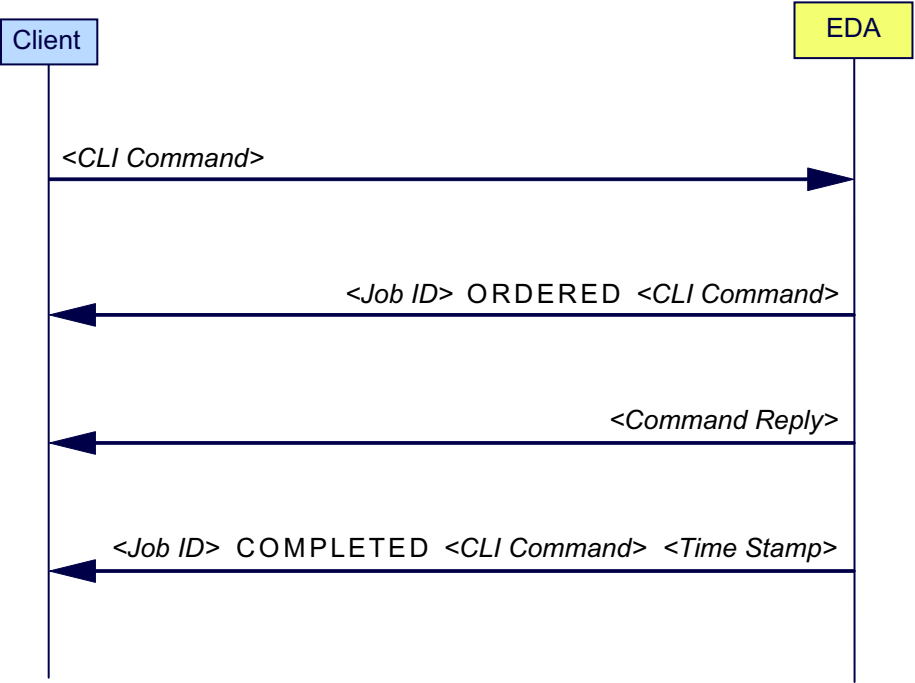 Client
EDA
<CLI Command>
<Job ID> ORDERED <CLI Command>
<Command Reply>
<Job ID> COMPLETED <CLI Command> <Time Stamp>